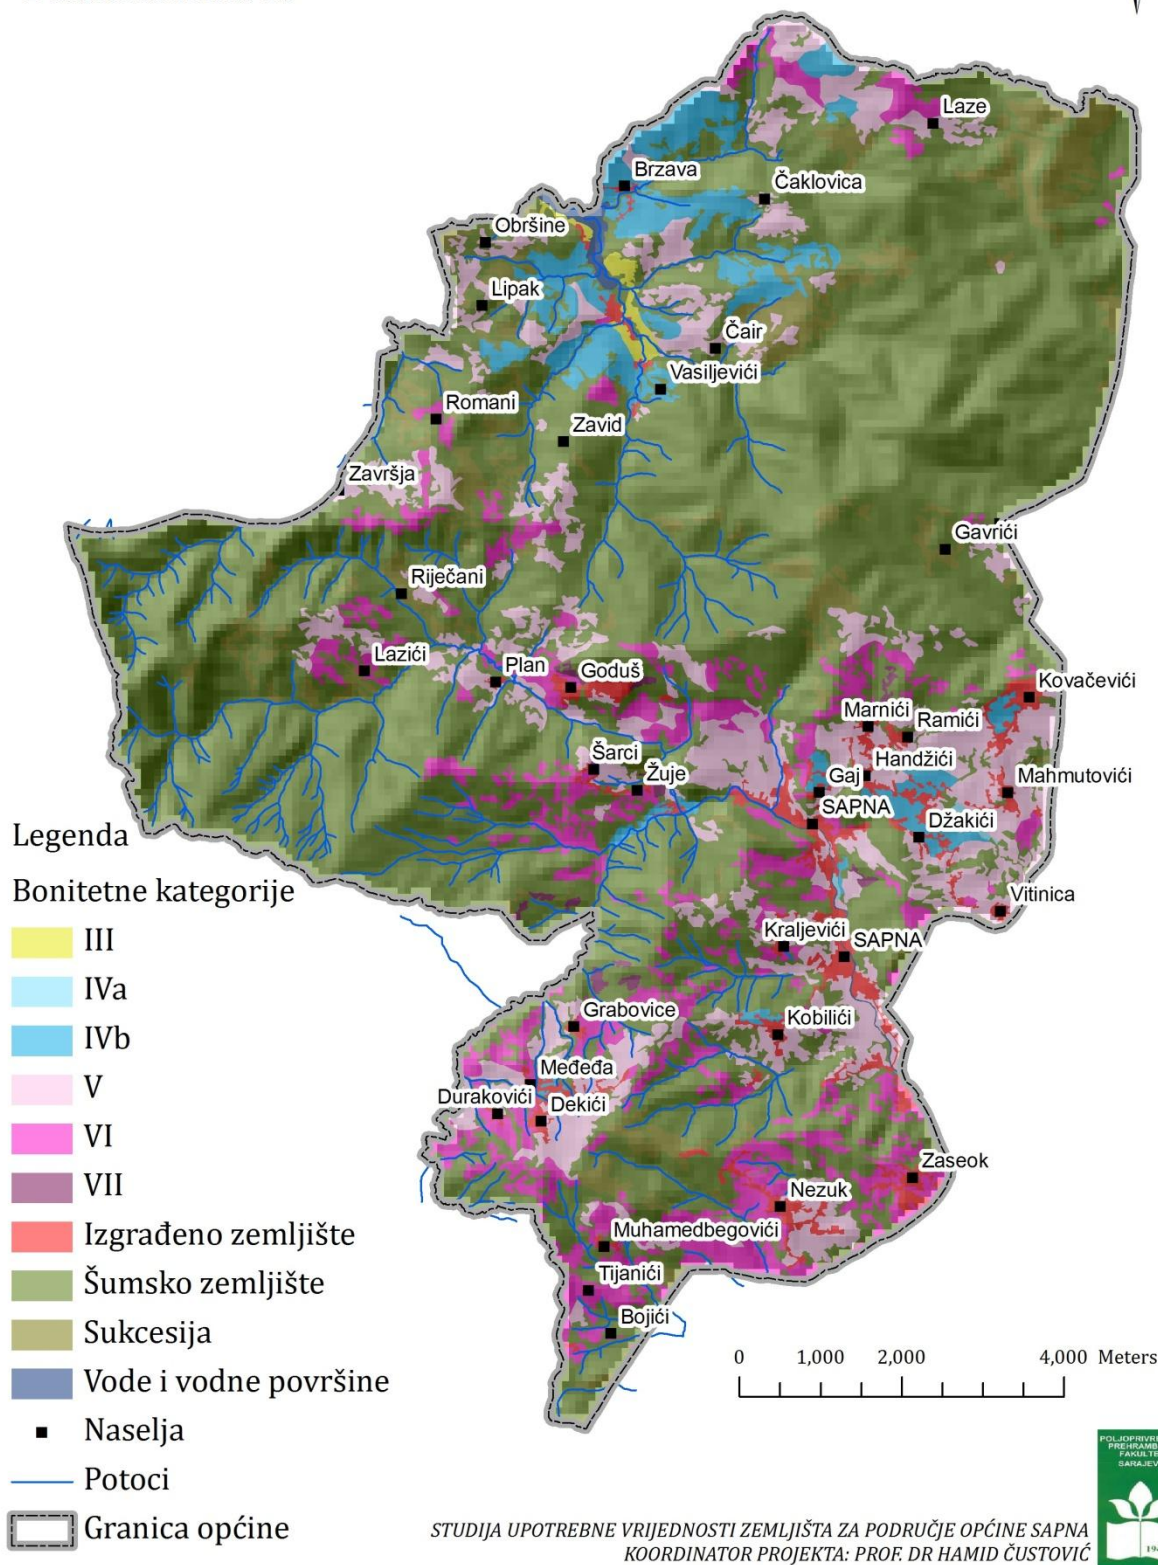 Laze
Brzava
Čaklovica
Obršine
Lipak
Čair
Vasiljevići
Romani
Zavid
Završja
Gavrići
Riječani
Lazići
Plan
Goduš
Kovačevići
Marnići
Ramići
Šarci
Handžići
Žuje
Gaj
Mahmutovići
SAPNA
Džakići
Vitinica
Kraljevići
SAPNA
Grabovice
Kobilići
Međeđa
Durakovići
Dekići
Zaseok
Nezuk
Muhamedbegovići
Tijanići
Bojići
Legenda
Bonitetne kategorije
III
IVa
IVb
V
VI
VII
Izgrađeno zemljište
Šumsko zemljište
Sukcesija
Vode i vodne površine
Naselja
Potoci
Granica općine
0 1,000 2,000 4,000 Meters
STUDIJA UPOTREBNE VRIJEDNOSTI ZEMLJIŠTA ZA PODRUČJE OPĆINE SAPNA
KOORDINATOR PROJEKTA: PROF. DR HAMID ČUSTOVIĆ